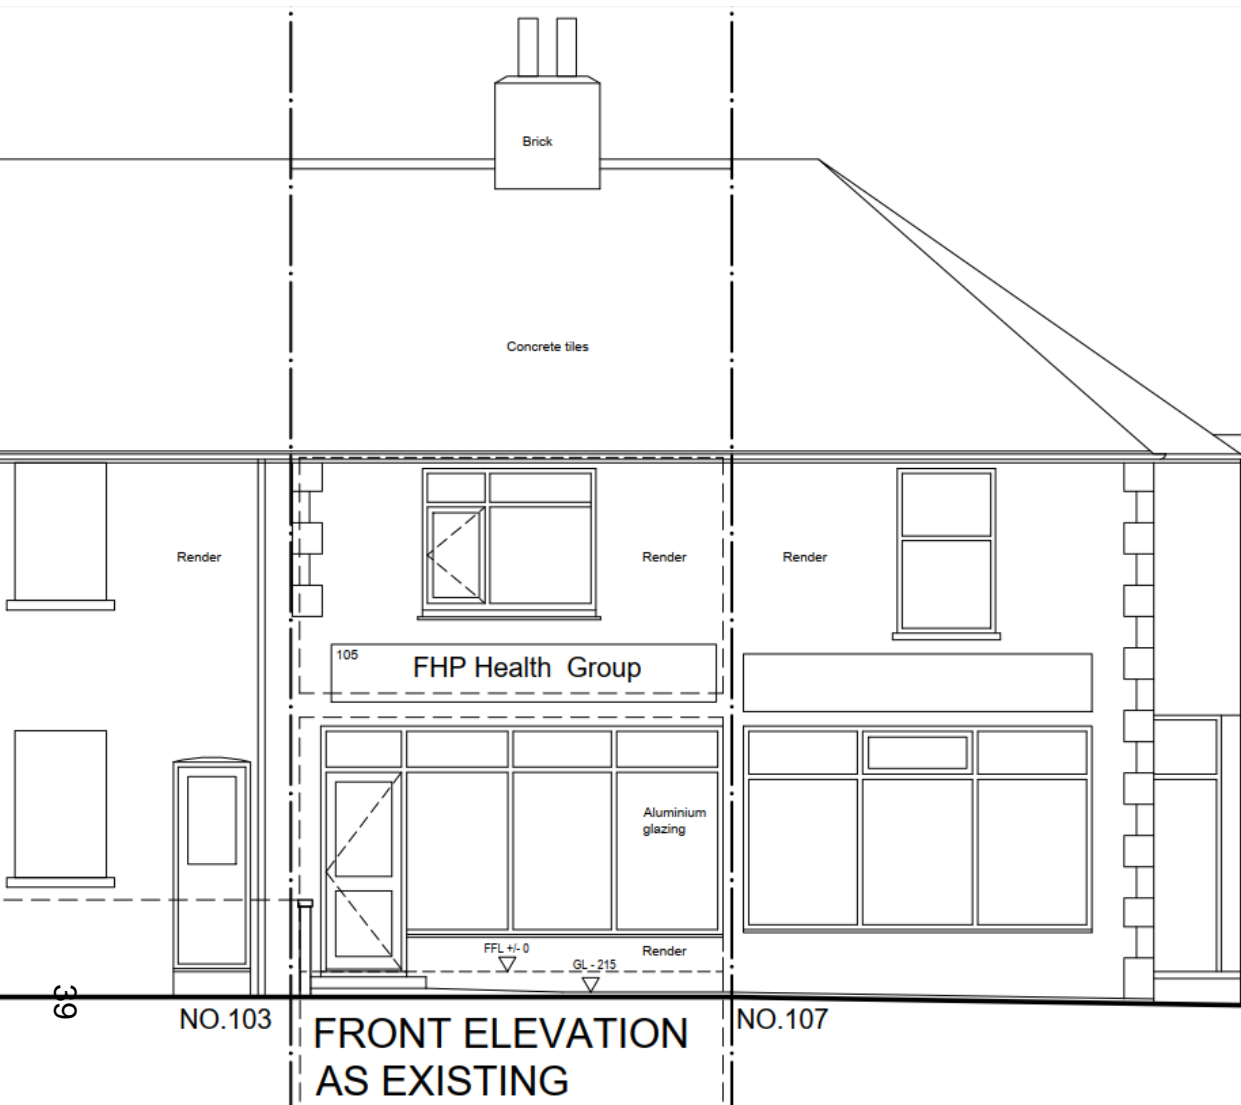 Brick
Concrete tiles
Render
Render
Render
105
FHP Health Group
Aluminium
glazing
FFL +/- 0
Render
GL - 215
39
NO.103
FRONT ELEVATION
AS EXISTING
NO.107